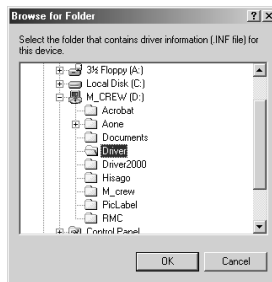 Browse for Folder
Select the folder that contains driver information (.INF file) for
this device.
3½ Floppy (A:)
Local Disk (C:)
M_CREW (D:)
Acrobat
Aone
Documents
Driver
Driver2000
Hisago
M_crew
PicLabel
RMC
Control Panel
OK
Cancel